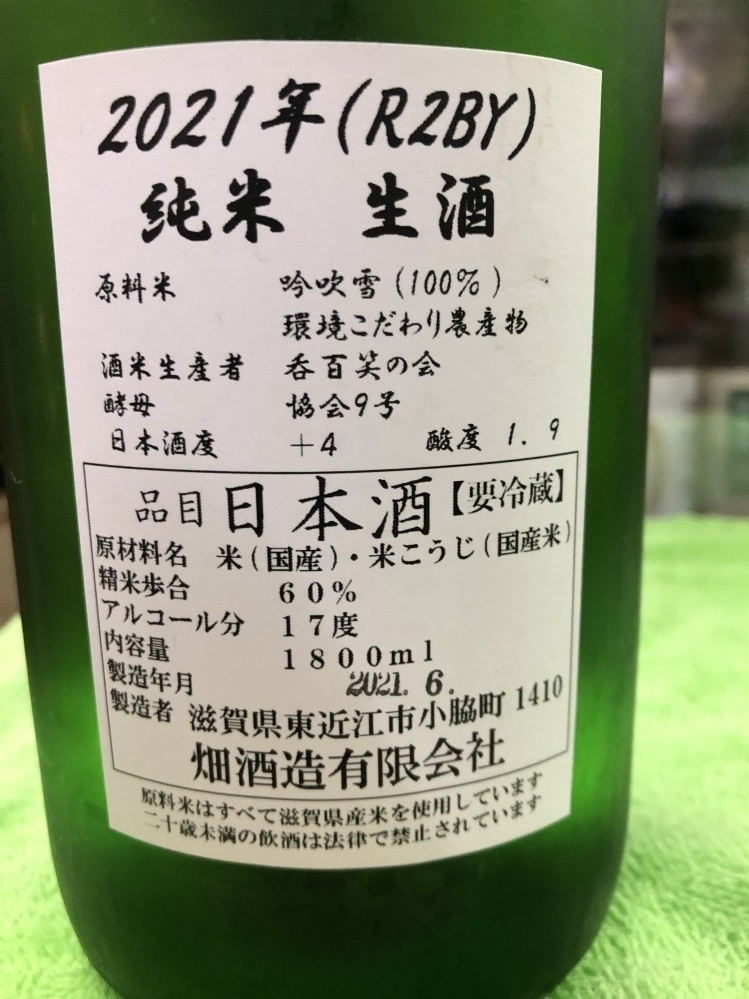 2021年(R2BY)
純米 生酒
原料米 吟吹雪(100%)
環境こだわり農産物
酒米生産者 呑百笑の会
酵母 協会9号
日本酒度 +4 酸度 1.9
品目 日本酒【要冷蔵】
原材料名 米(国産)・米こうじ(国産米)
精米歩合 60%
アルコール分 17度
内容量 1800ml
製造年月 2021. 6.
製造者 滋賀県東近江市小脇町 1410
畑酒造有限会社
原料米はすべて滋賀県産米を使用しています
二十歳未満の飲酒は法律で禁止されています